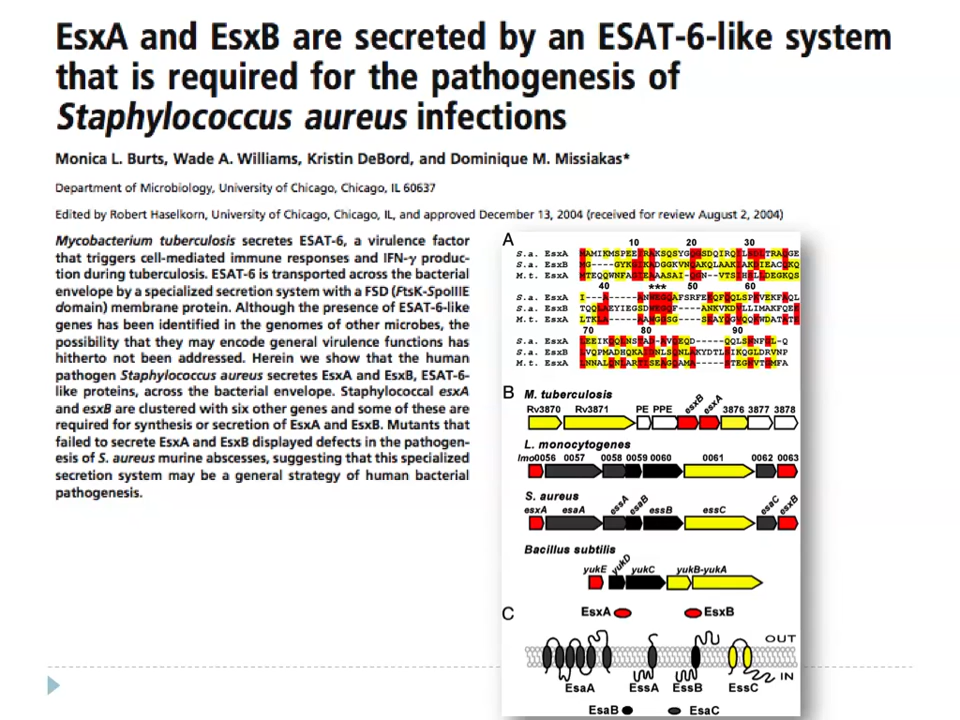 EsxA and EsxB are secreted by an ESAT-6-like system
that is required for the pathogenesis of
Staphylococcus aureus infections
Monica L. Burts, Wade A. Williams, Kristin DeBord, and Dominique M. Missiakas*
Department of Microbiology, University of Chicago, Chicago, IL 60637
Edited by Robert Haselkorn, University of Chicago, Chicago, IL, and approved December 13, 2004 (received for review August 2, 2004)
Mycobacterium tuberculosis secretes ESAT-6, a virulence factor
that triggers cell-mediated immune responses and IFN-γ produc-
tion during tuberculosis. ESAT-6 is transported across the bacterial
envelope by a specialized secretion system with a FSD (FtsK-SpoIIIE
domain) membrane protein. Although the presence of ESAT-6-like
genes has been identified in the genomes of other microbes, the
possibility that they may encode general virulence functions has
hitherto not been addressed. Herein we show that the human
pathogen Staphylococcus aureus secretes EsxA and EsxB, ESAT-6-
like proteins, across the bacterial envelope. Staphylococcal esxA
and esxB are clustered with six other genes and some of these are
required for synthesis or secretion of EsxA and EsxB. Mutants that
failed to secrete EsxA and EsxB displayed defects in the pathogen-
esis of S. aureus murine abscesses, suggesting that this specialized
secretion system may be a general strategy of human bacterial
pathogenesis.
A
10 20 30
S.a. EsxA
S.a. EsxB
M.t. EsxA
40 *** 50 60
S.a. EsxA
S.a. EsxB
M.t. EsxA
70 80 90
S.a. EsxA
S.a. EsxB
M.t. EsxA
B M. tuberculosis
Rv3870 Rv3871 PE PPE esxB esxA 3876 3877 3878
L. monocytogenes
lmo0056 0057 0058 0059 0060 0061 0062 0063
S. aureus
esxA esaA essA esaB essB essC esaC esxB
Bacillus subtilis
yukE yukD yukC yukB-yukA
C EsxA EsxB
OUT
IN
EsaA EssA EssB EssC
EsaB EsaC